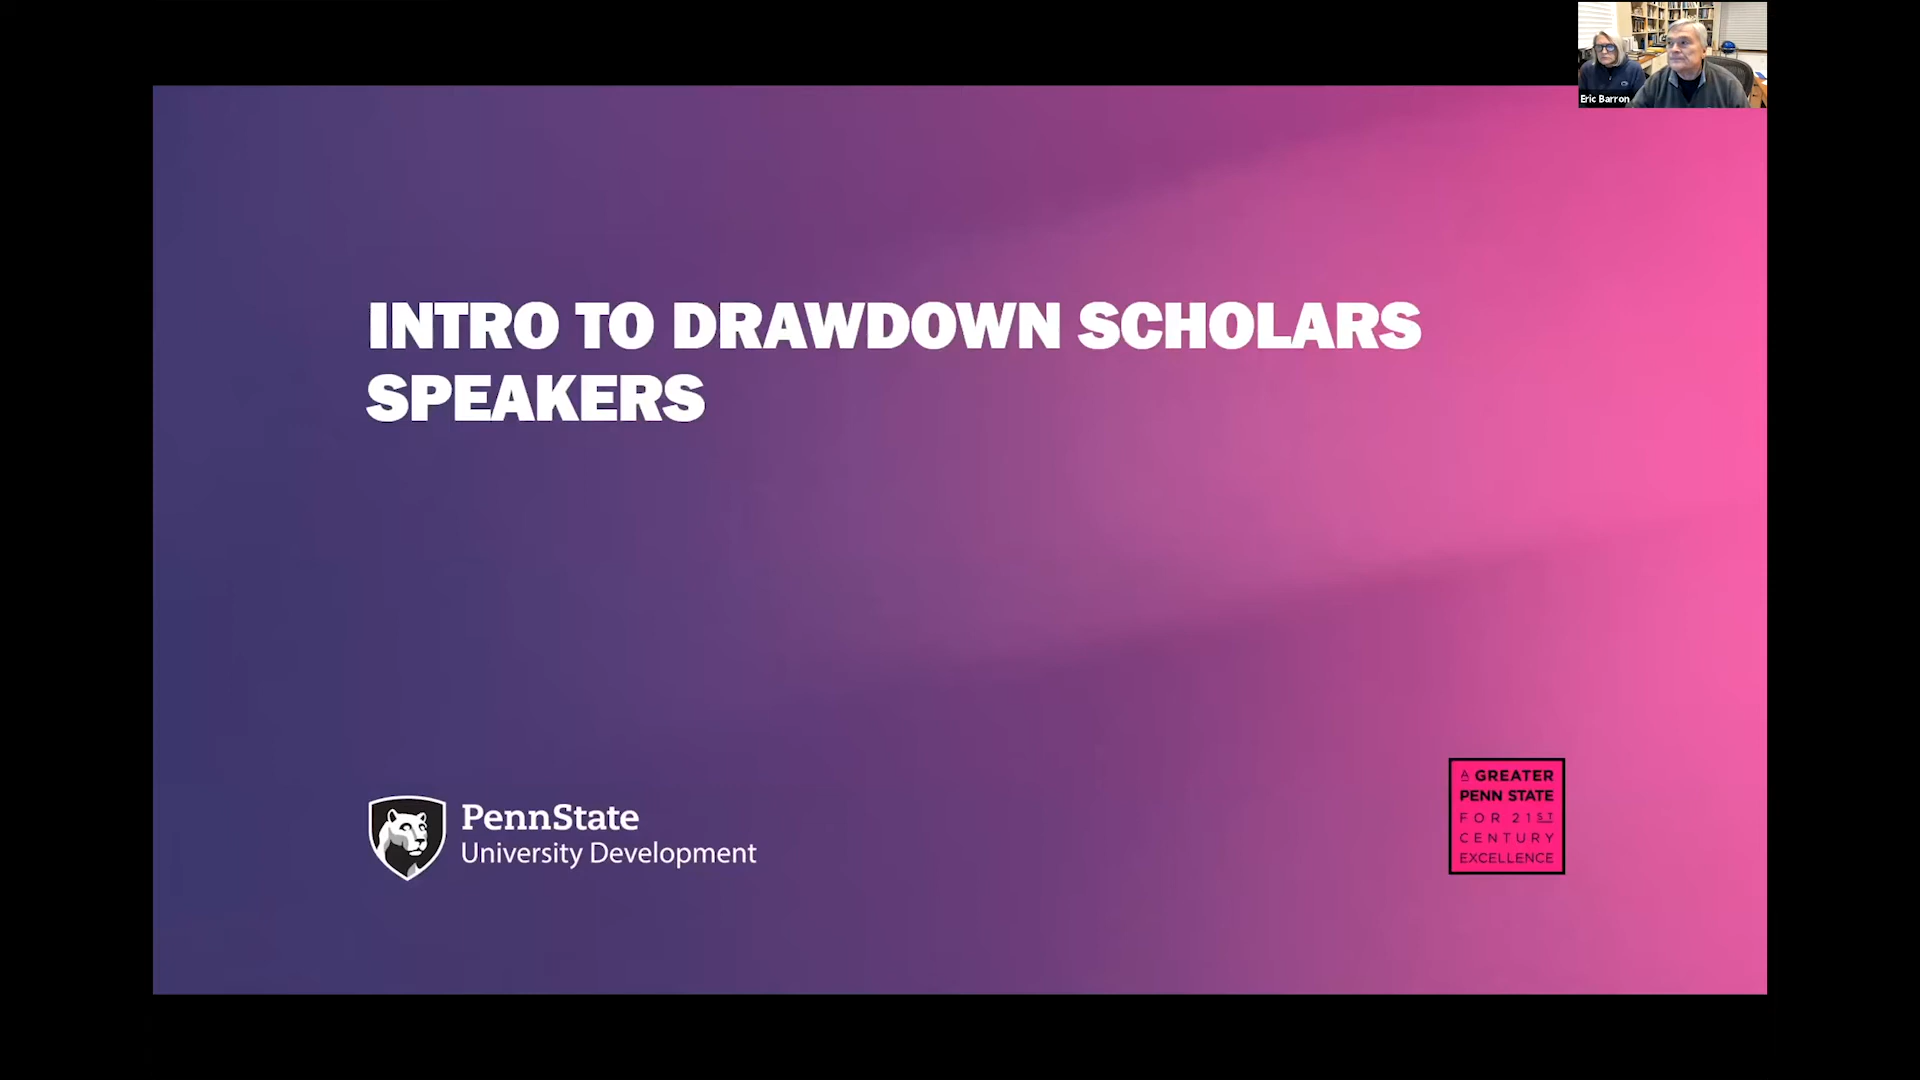 Eric Barron
INTRO TO DRAWDOWN SCHOLARS
SPEAKERS
PennState
University Development
A GREATER
PENN STATE
FOR 21ST
CENTURY
EXCELLENCE